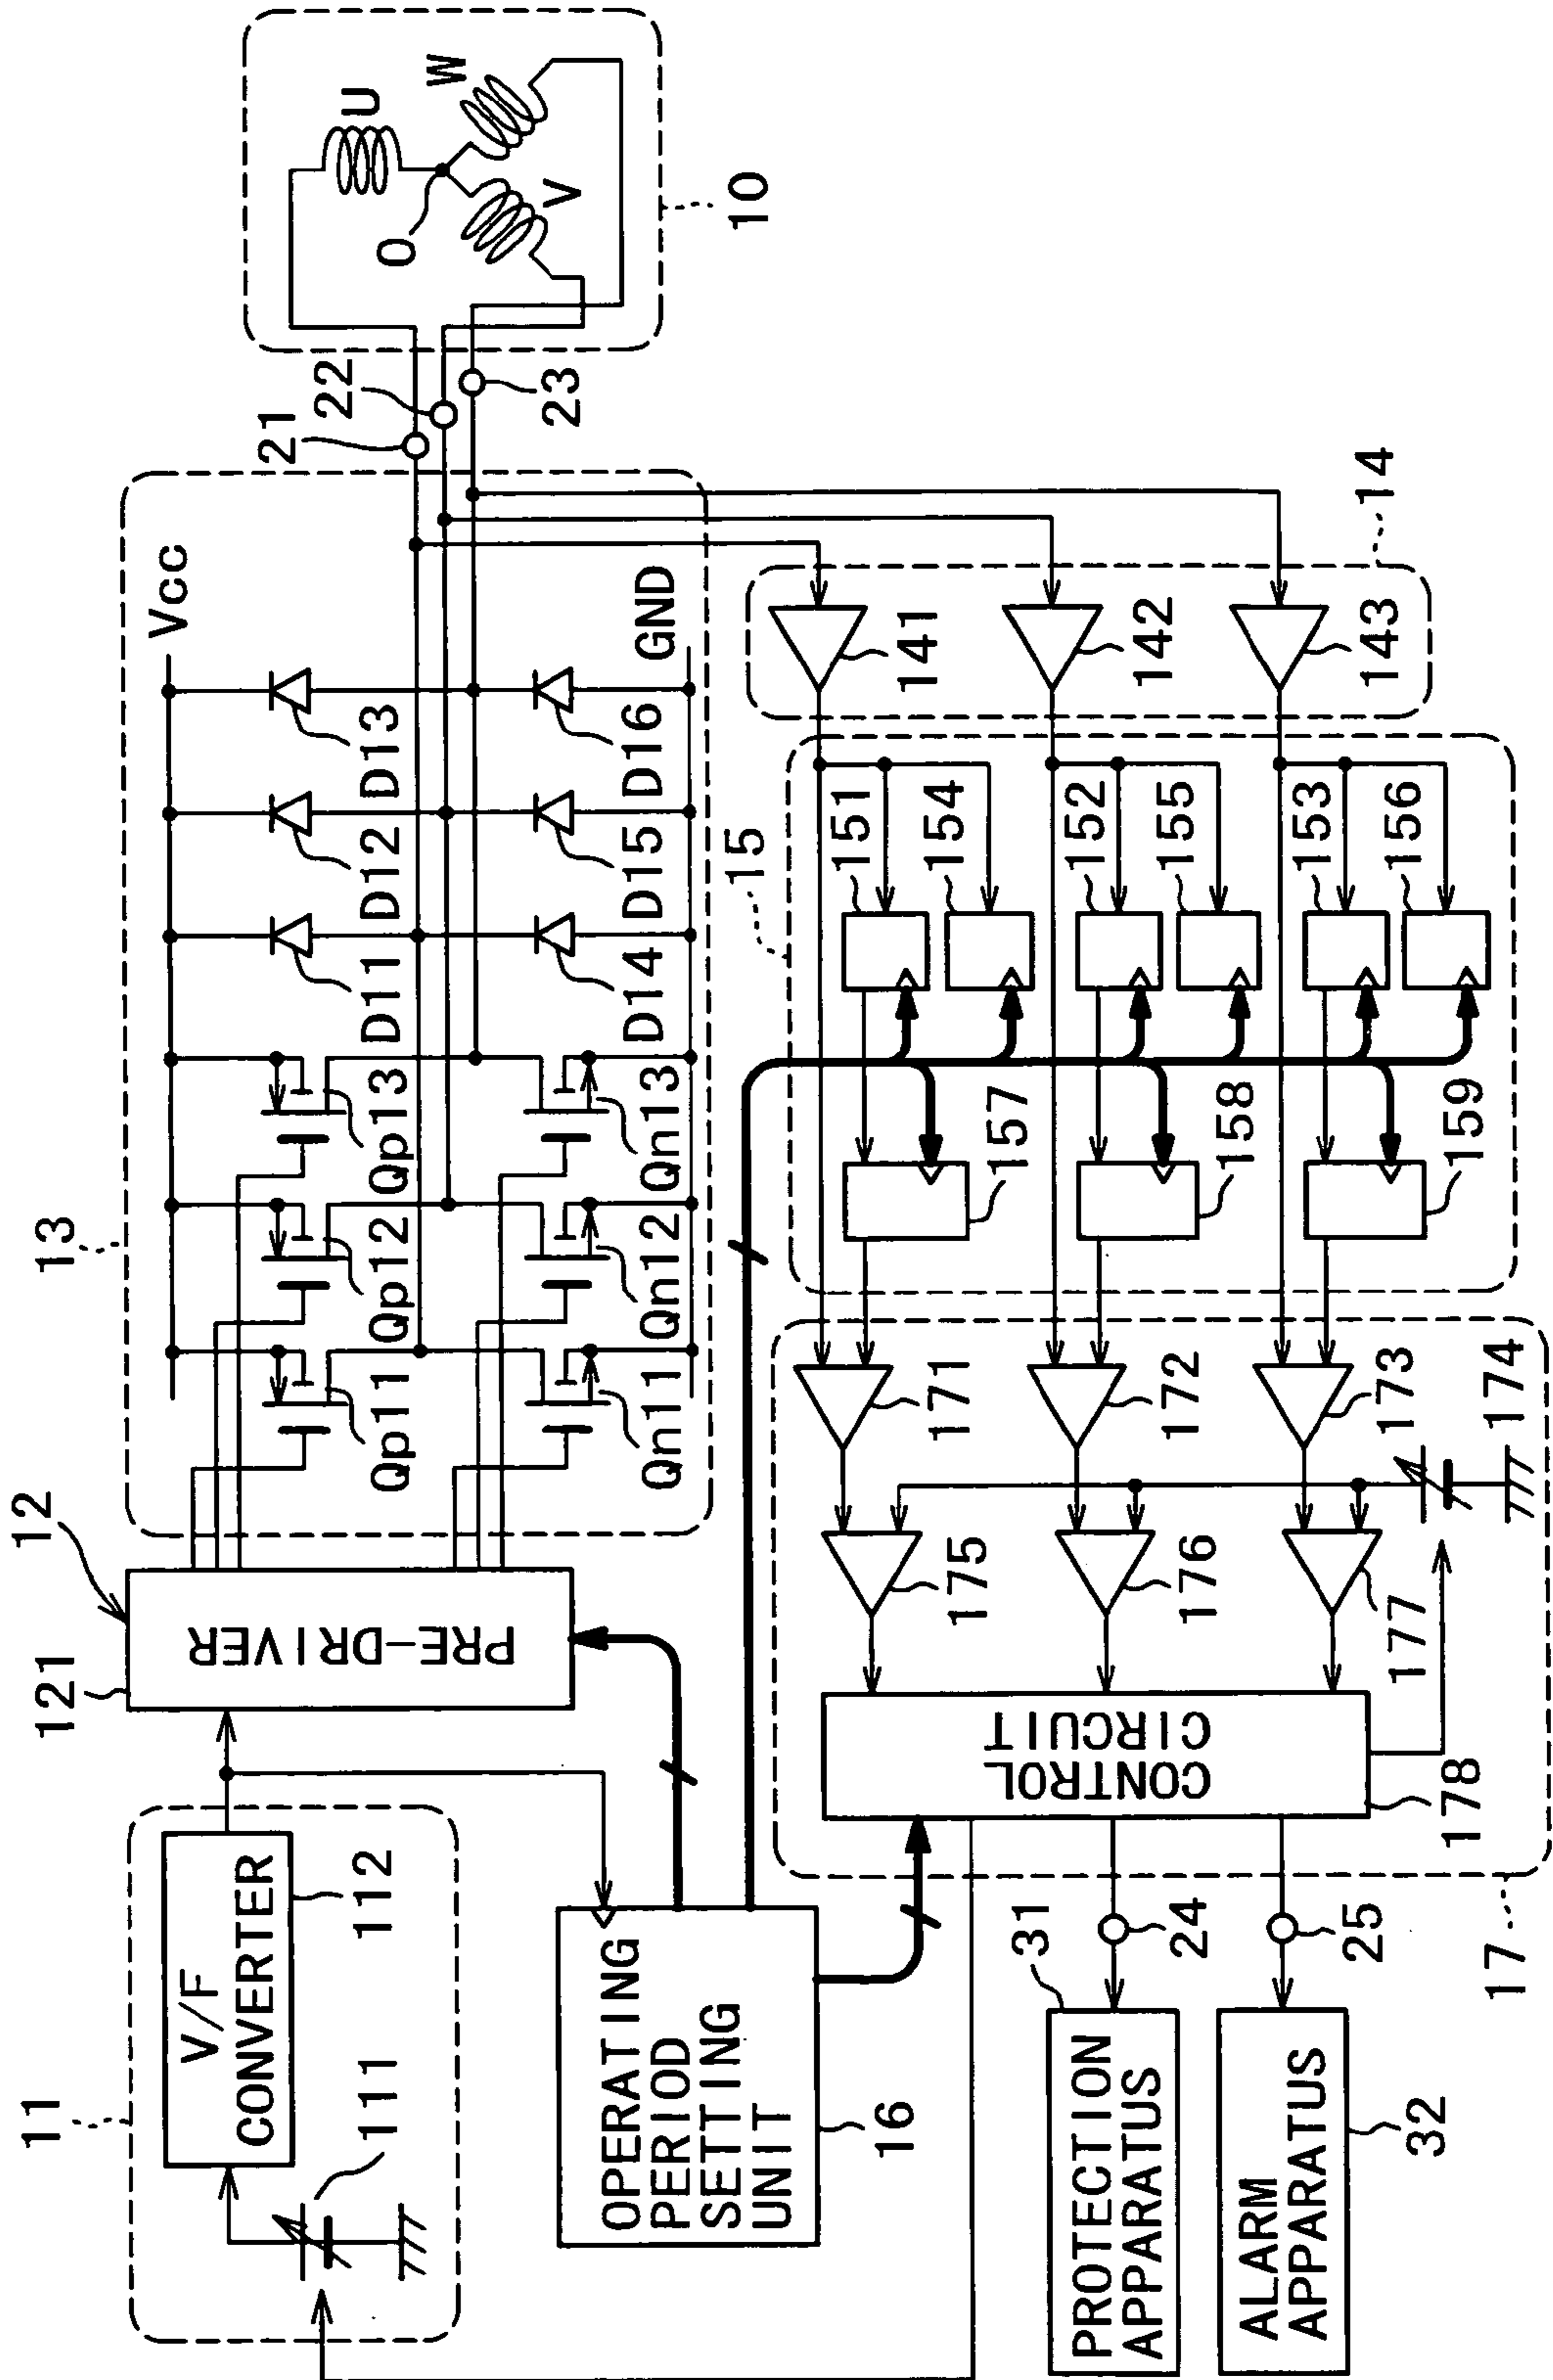 11
V/F
CONVERTER
112
111
12
121
PRE-DRIVER
13
Vcc
GND
Qp11
Qp12
Qp13
Qn11
Qn12
Qn13
D11
D12
D13
D14
D15
D16
21
22
23
U
W
V
O
10
OPERATING
PERIOD
SETTING
UNIT
16
14
141
142
143
15
151
154
152
155
153
156
157
158
159
171
172
173
174
175
176
177
CONTROL
CIRCUIT
178
17
31
24
25
PROTECTION
APPARATUS
ALARM
APPARATUS
32